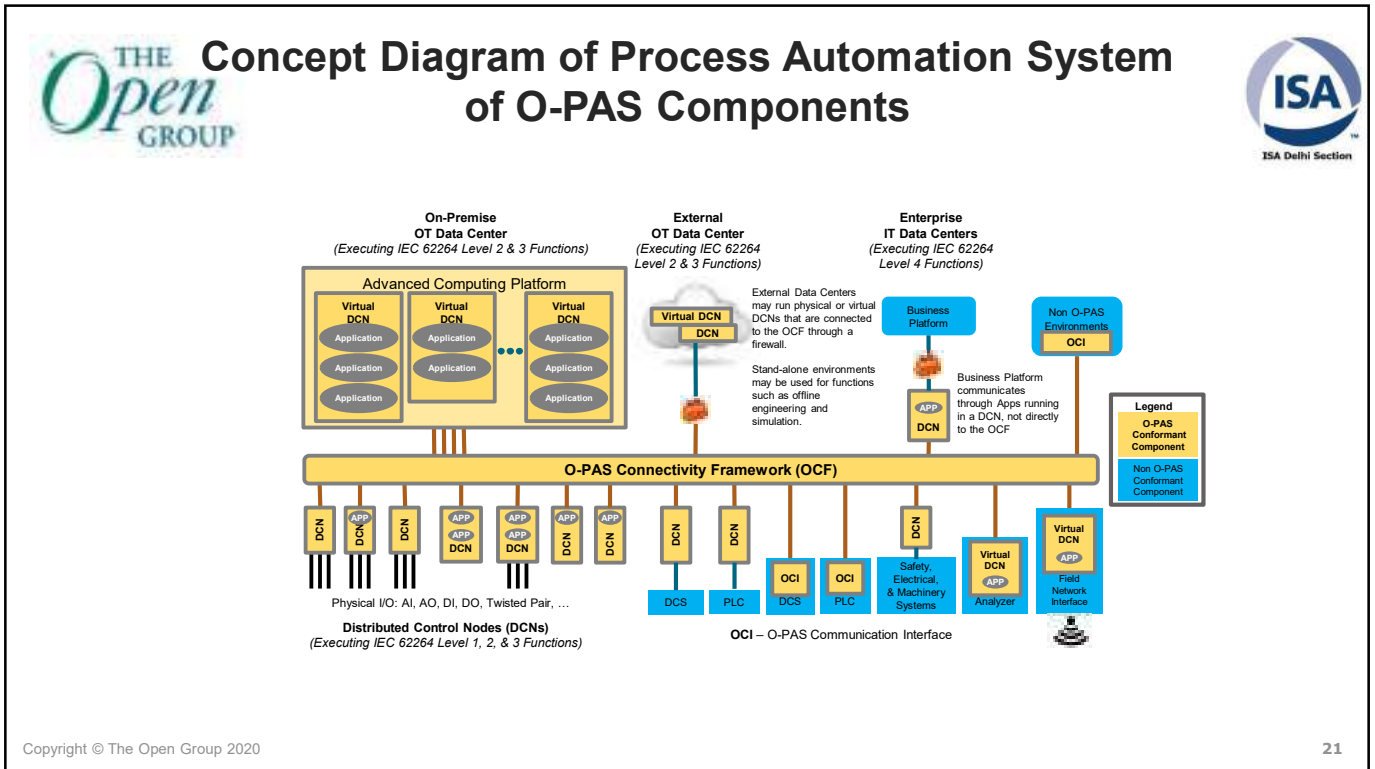 THE
Open
GROUP
Concept Diagram of Process Automation System
of O-PAS Components
ISA
TM
ISA Delhi Section
On-Premise
OT Data Center
(Executing IEC 62264 Level 2 & 3 Functions)
External
OT Data Center
(Executing IEC 62264
Level 2 & 3 Functions)
Enterprise
IT Data Centers
(Executing IEC 62264
Level 4 Functions)
Advanced Computing Platform
Virtual
DCN
Application
Application
Application
Virtual
DCN
Application
Application
Virtual
DCN
Application
Application
Application
Virtual DCN
DCN
External Data Centers
may run physical or virtual
DCNs that are connected
to the OCF through a
firewall.
Stand-alone environments
may be used for functions
such as offline
engineering and
simulation.
Business
Platform
APP
DCN
Business Platform
communicates
through Apps running
in a DCN, not directly
to the OCF
Non O-PAS
Environments
OCI
Legend
O-PAS
Conformant
Component
Non O-PAS
Conformant
Component
O-PAS Connectivity Framework (OCF)
DCN
APP
DCN
DCN
APP
APP
DCN
APP
APP
DCN
APP
DCN
APP
DCN
Physical I/O: AI, AO, DI, DO, Twisted Pair, …
Distributed Control Nodes (DCNs)
(Executing IEC 62264 Level 1, 2, & 3 Functions)
DCN
DCS
DCN
PLC
OCI
DCS
OCI
PLC
DCN
Safety,
Electrical,
& Machinery
Systems
Virtual
DCN
APP
Analyzer
Virtual
DCN
APP
Field
Network
Interface
OCI – O-PAS Communication Interface
Copyright © The Open Group 2020
21